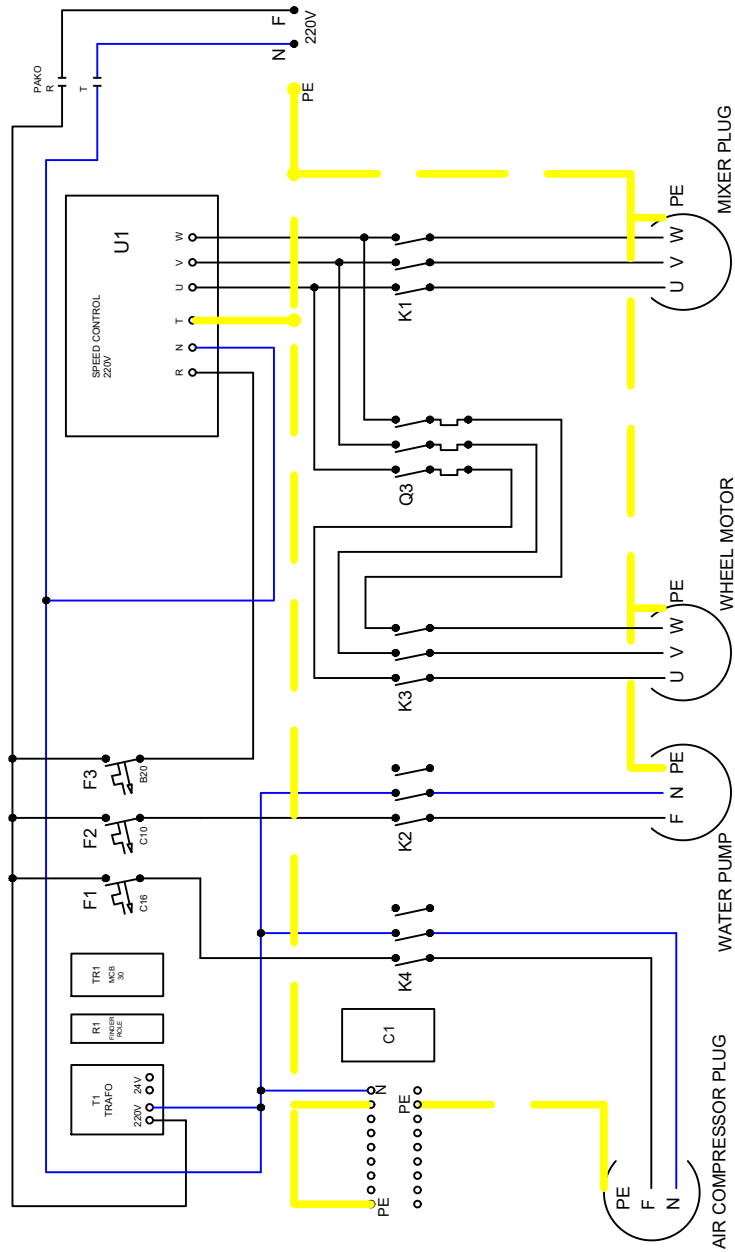 F
N
220V
PE
PAKO
R
T
U1
SPEED CONTROL
220V
R
N
T
U
V
W
K1
U
V
W
PE
MIXER PLUG
Q3
K3
U
V
W
PE
WHEEL MOTOR
F3
B20
F2
C10
F1
C16
K2
F
N
PE
WATER PUMP
K4
TR1
MCB
30
R1
FINDER
ROLE
T1
TRAFO
220V
24V
C1
N
PE
PE
PE
F
N
AIR COMPRESSOR PLUG